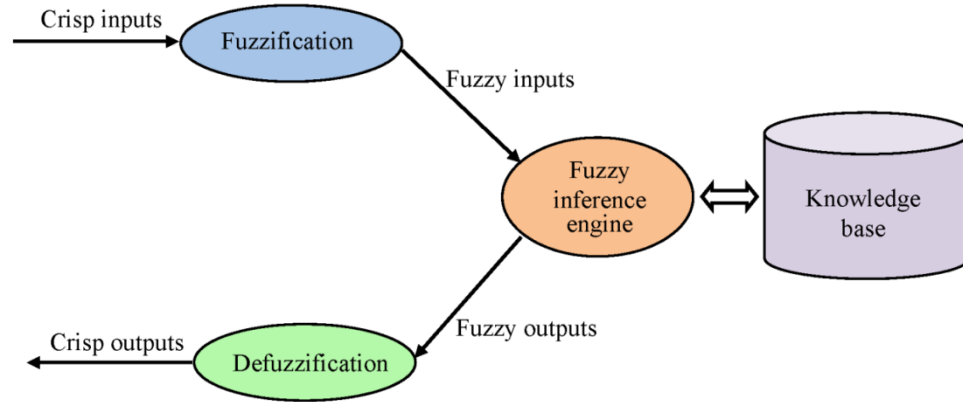 Crisp inputs
Fuzzification
Fuzzy inputs
Fuzzy
inference
engine
Knowledge
base
Fuzzy outputs
Crisp outputs
Defuzzification